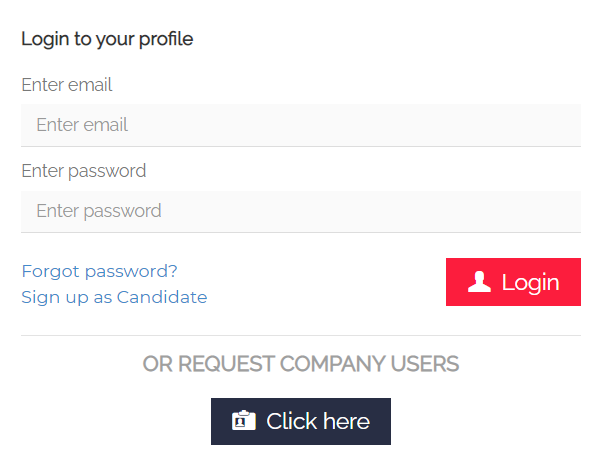 Login to your profile
Enter email
Enter email
Enter password
Enter password
Forgot password?
Sign up as Candidate
Login
OR REQUEST COMPANY USERS
Click here